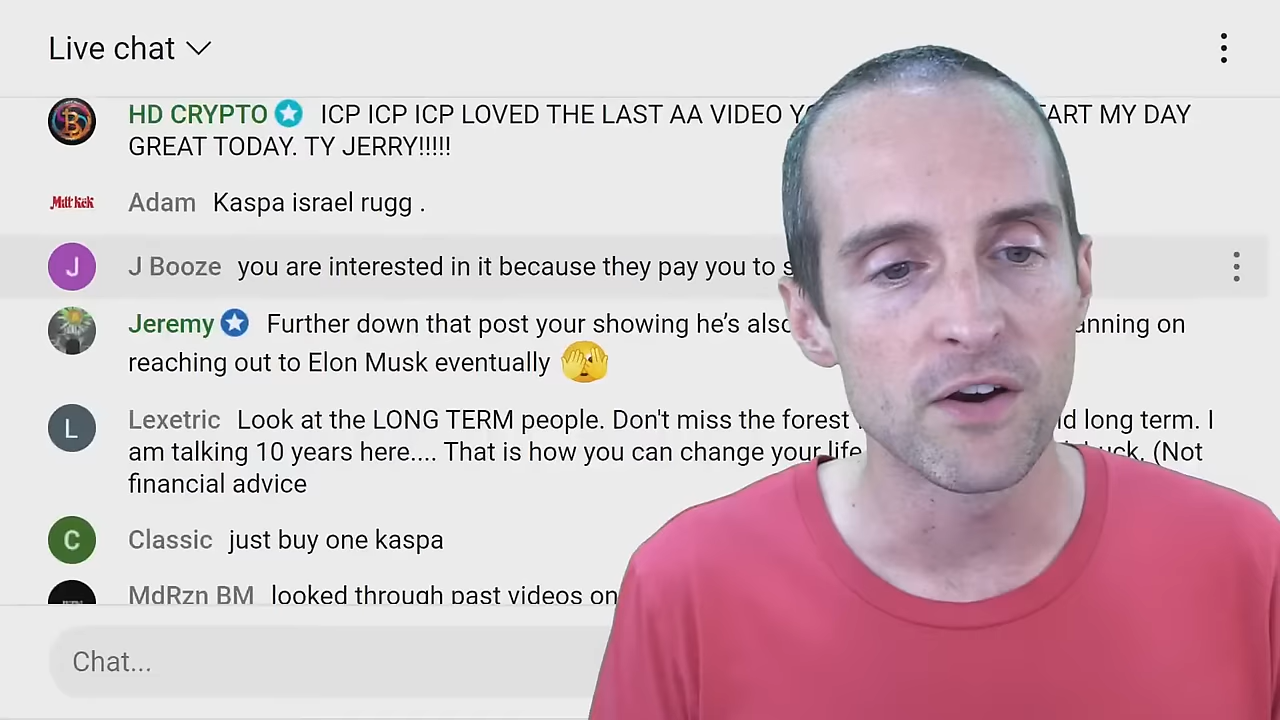 Live chat
HD CRYPTO ICP ICP ICP LOVED THE LAST AA VIDEO MY DAY
GREAT TODAY. TY JERRY!!!!!
Mitt këk
Adam Kaspa israel rugg .
J
J Booze you are interested in it because they pay you to
Jeremy Further down that post your showing he's on
reaching out to Elon Musk eventually
L
Lexetric Look at the LONG TERM people. Don't miss the forest long term. I
am talking 10 years here.... That is how you can change your life (Not
financial advice
C
Classic just buy one kaspa
MdRzn BM looked through past videos on
Chat...